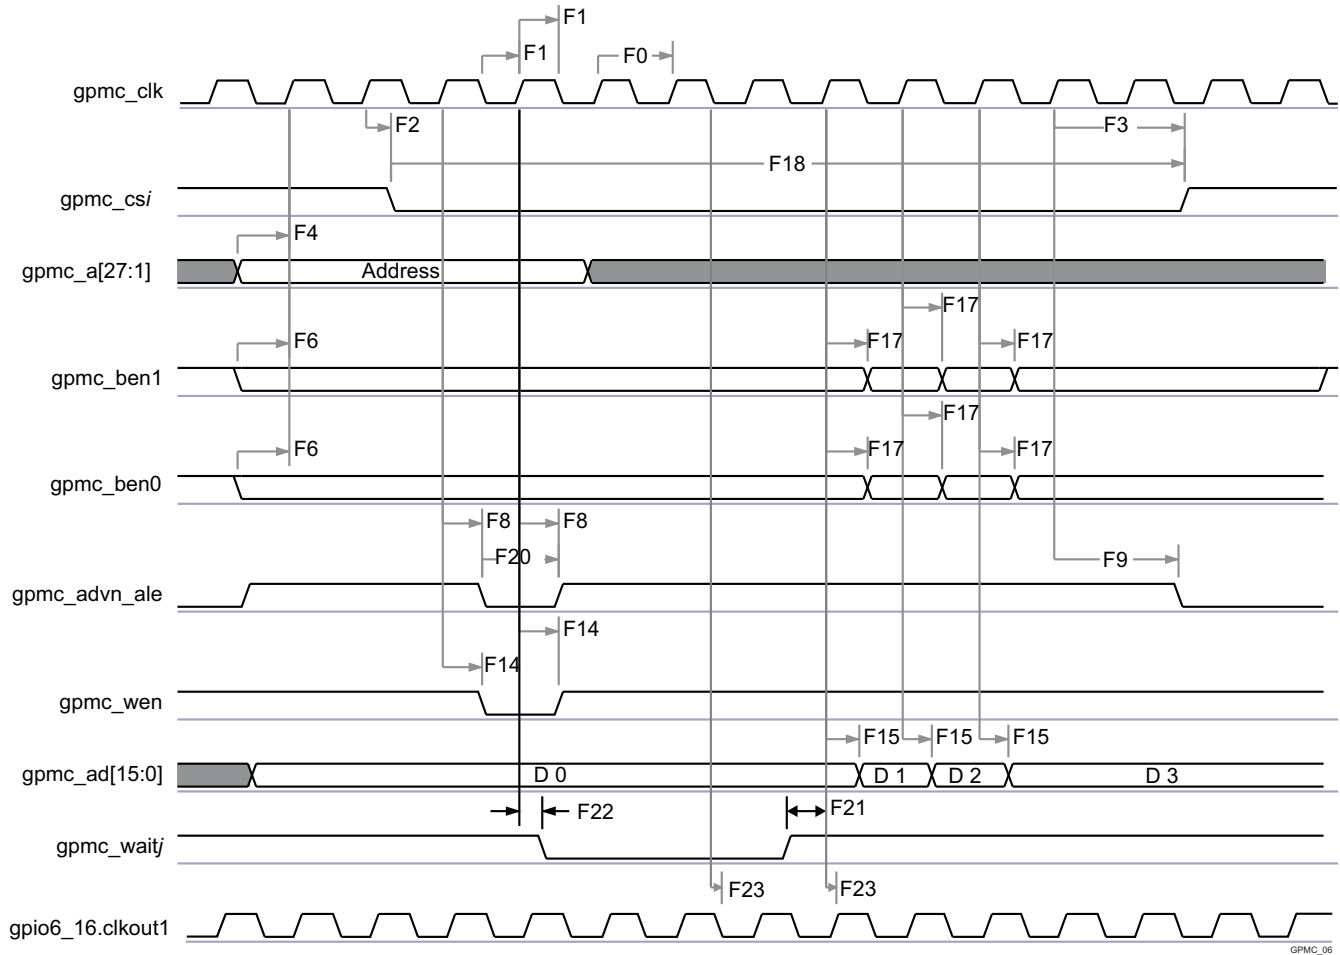 F1
F1
F0
gpmc_clk
F2
F3
F18
gpmc_csi
F4
gpmc_a[27:1]
Address
F17
F6
F17
F17
gpmc_ben1
F17
F6
F17
F17
gpmc_ben0
F8
F8
F20
F9
gpmc_advn_ale
F14
F14
gpmc_wen
F15
F15
F15
gpmc_ad[15:0]
D 0
D 1
D 2
D 3
F22
F21
gpmc_waitj
F23
F23
gpio6_16.clkout1
GPMC_06